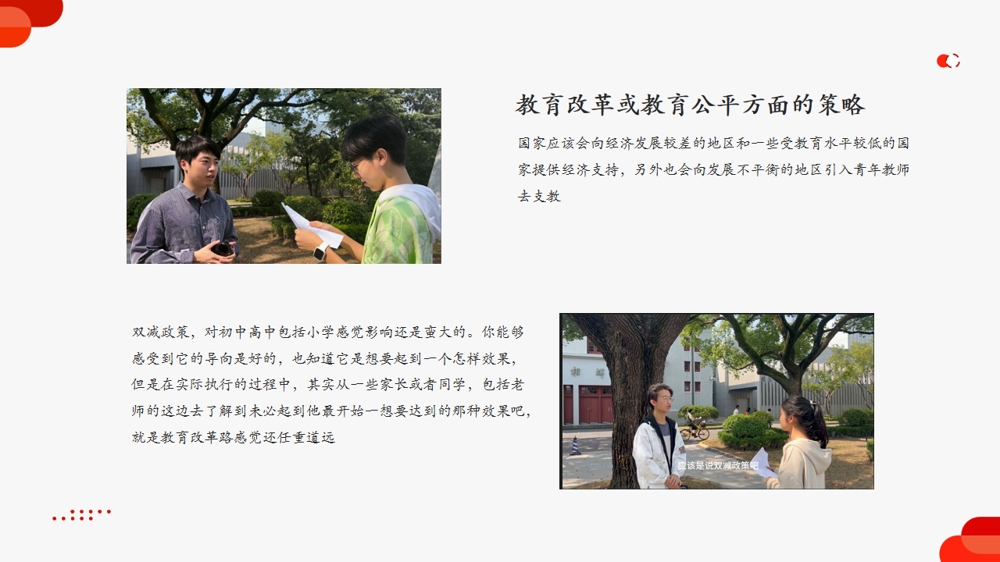 教育改革或教育公平方面的策略
国家应该会向经济发展较差的地区和一些受教育水平较低的国
家提供经济支持，另外也会向发展不平衡的地区引入青年教师
去支教
双减政策，对初中高中包括小学感觉影响还是蛮大的。你能够
感受到它的导向是好的，也知道它是想要起到一个怎样效果，
但是在实际执行的过程中，其实从一些家长或者同学，包括老
师的这边去了解到未必起到他最开始一想要达到的那种效果吧，
就是教育改革路感觉还任重道远
应该是说双减政策吧